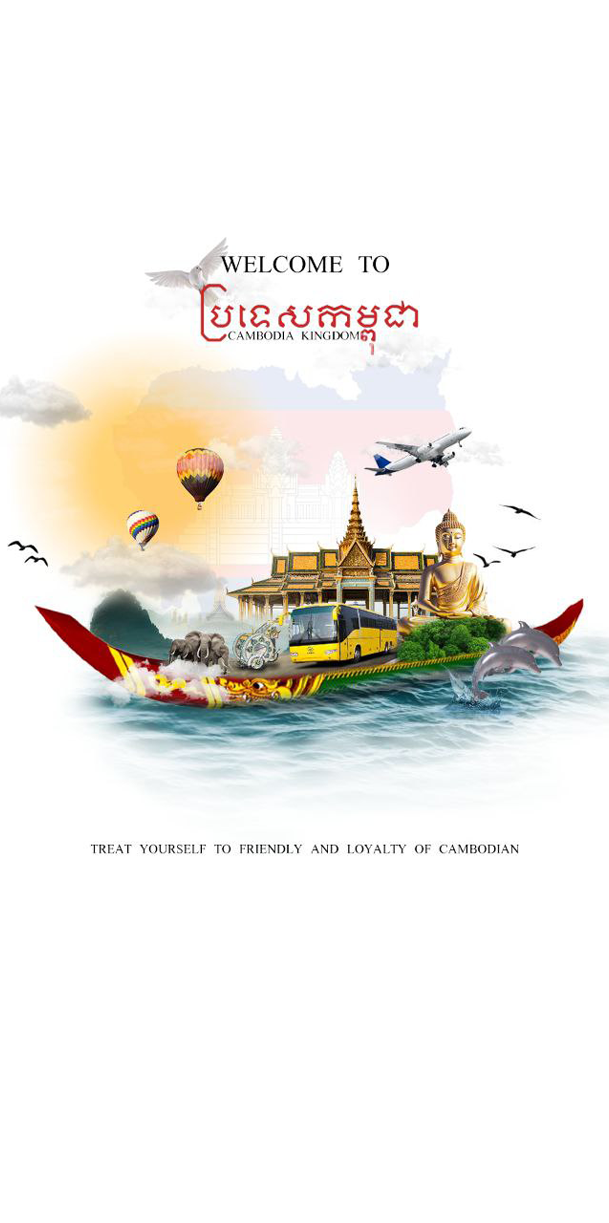 WELCOME TO
ប្រទេសកម្ពុជា
CAMBODIA KINGDOM
TREAT YOURSELF TO FRIENDLY AND LOYALTY OF CAMBODIAN